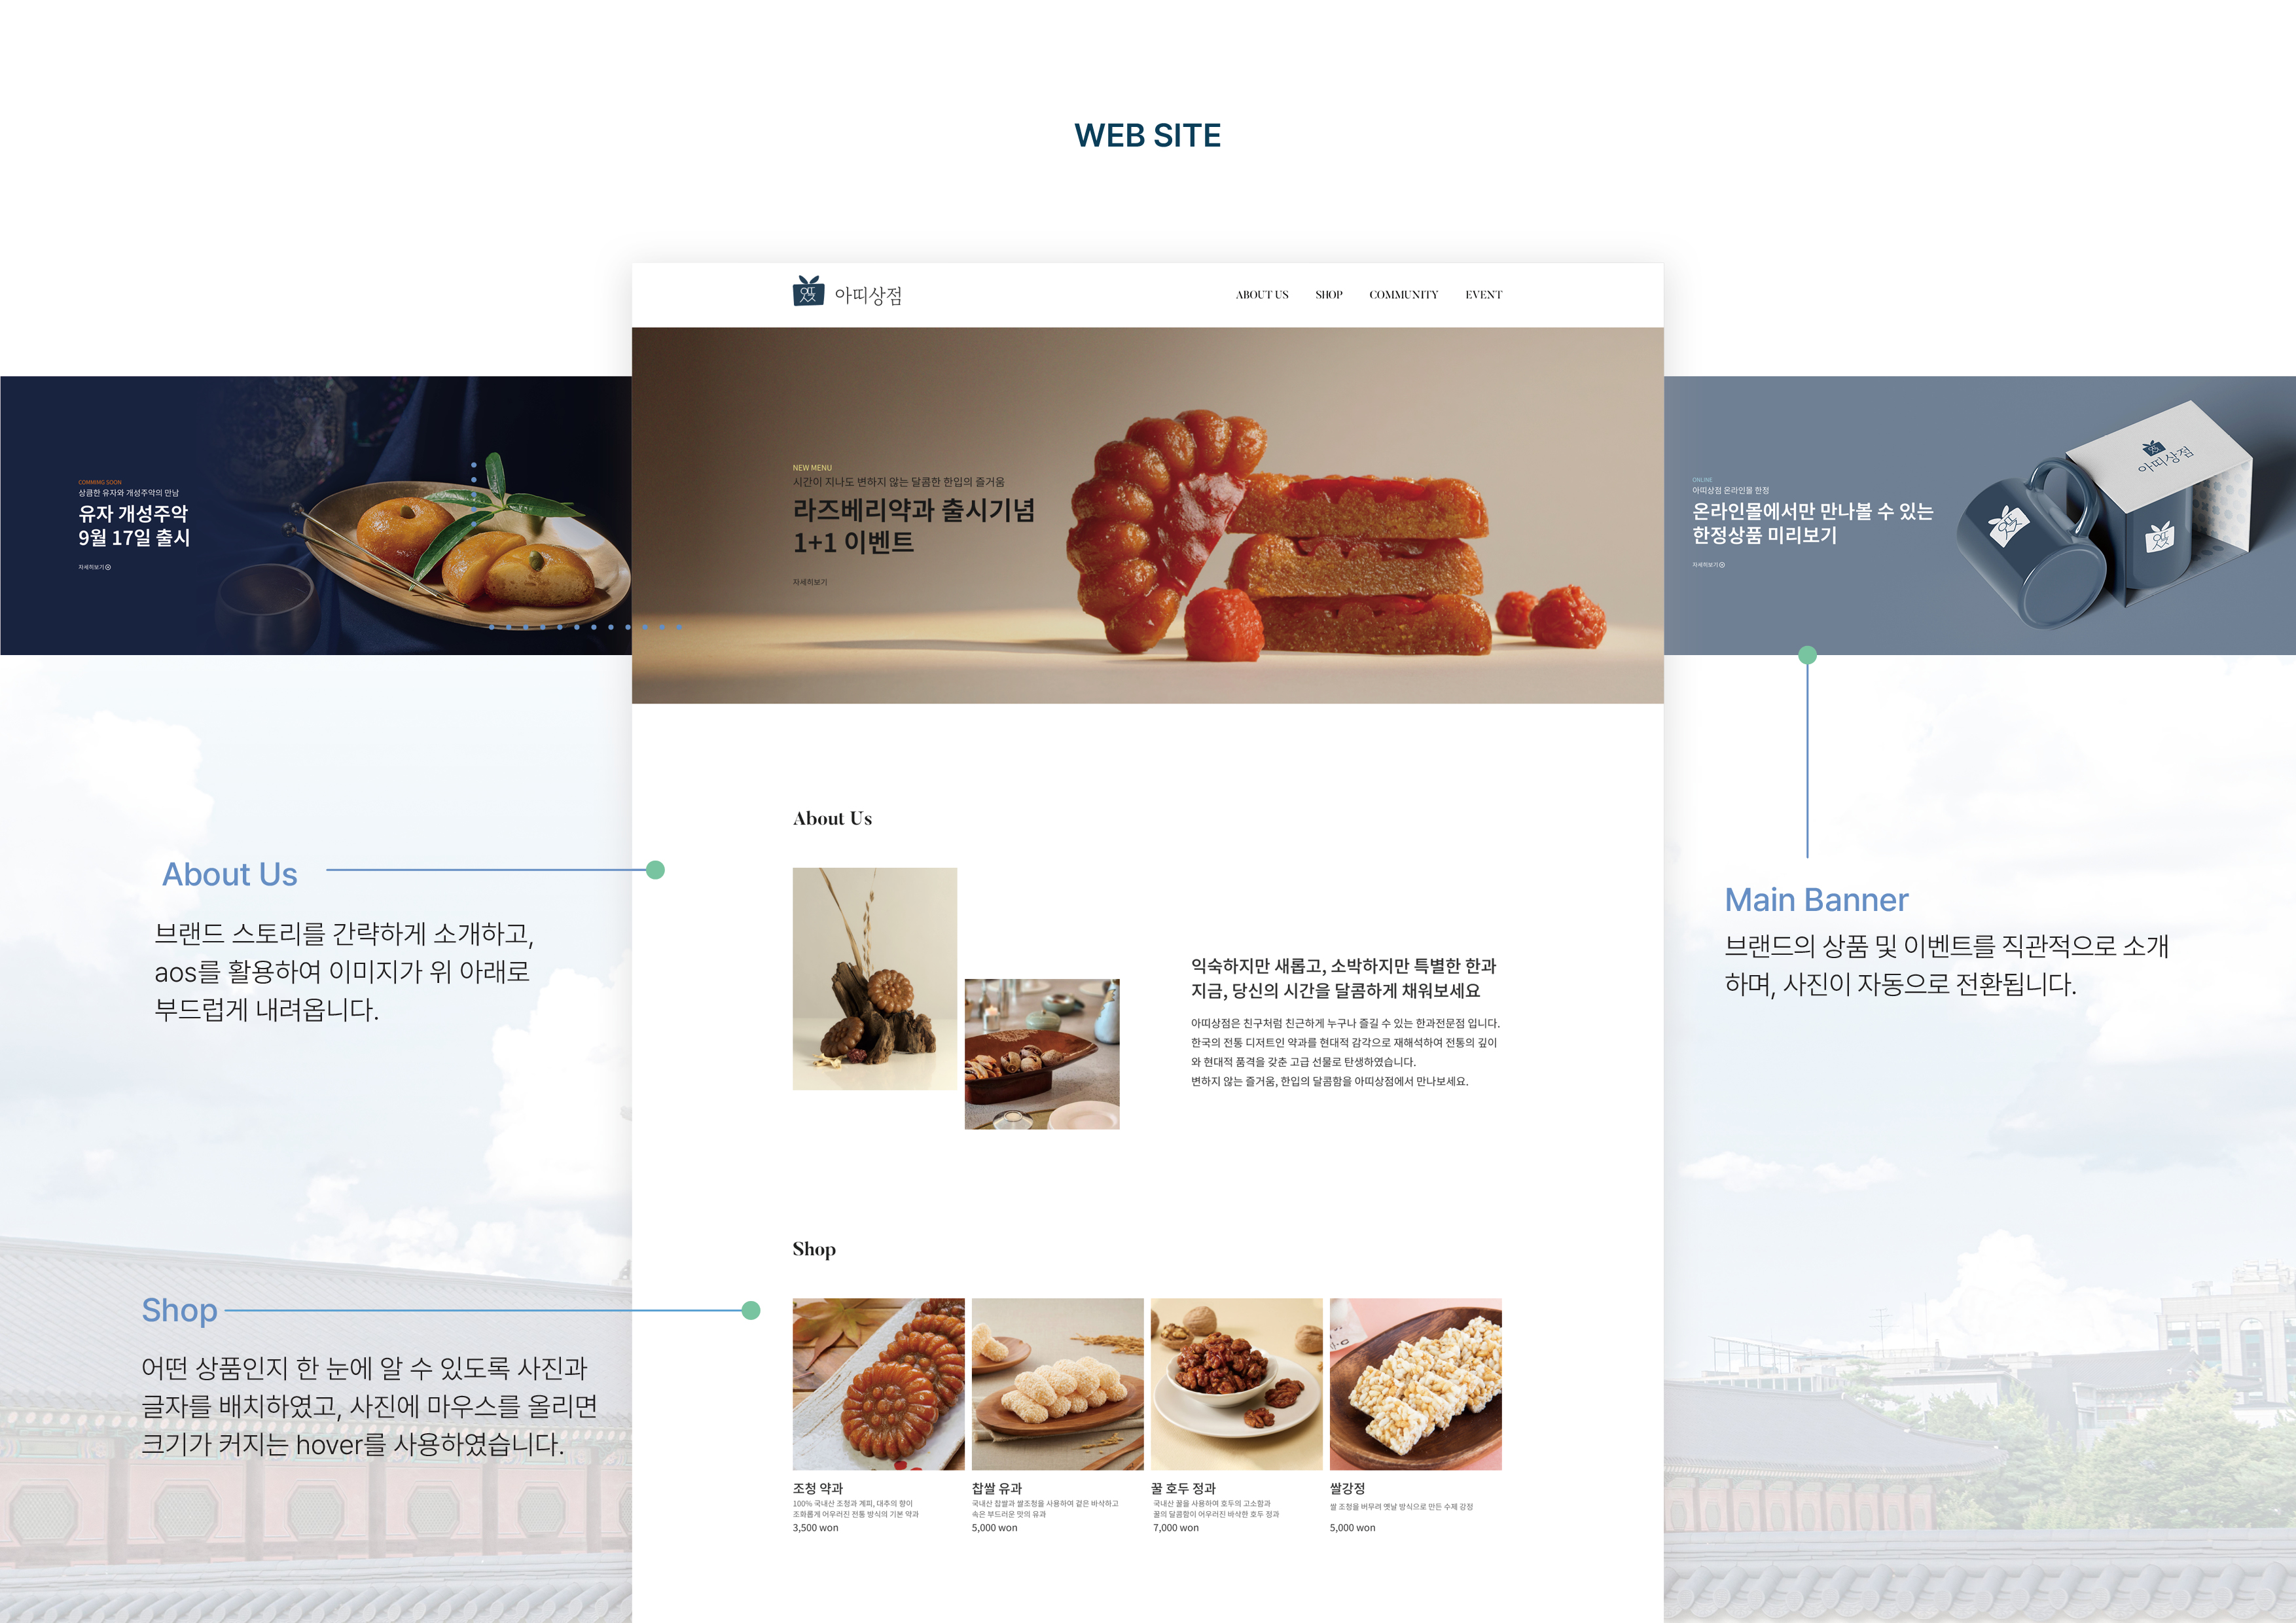 WEB SITE
아띠상점
ABOUT US SHOP COMMUNITY EVENT
COMMIMG SOON
상큼한 유자와 개성주악의 만남
유자 개성주악
9월 17일 출시
자세히보기
NEW MENU
시간이 지나도 변하지 않는 달콤한 한입의 즐거움
라즈베리약과 출시기념
1+1 이벤트
자세히보기
ONLINE
아띠상점 온라인몰 한정
온라인몰에서만 만나볼 수 있는
한정상품 미리보기
자세히보기
아띠상점
About Us
브랜드 스토리를 간략하게 소개하고,
aos를 활용하여 이미지가 위 아래로
부드럽게 내려옵니다.
About Us
익숙하지만 새롭고, 소박하지만 특별한 한과
지금, 당신의 시간을 달콤하게 채워보세요
아띠상점은 친구처럼 친근하게 누구나 즐길 수 있는 한과전문점 입니다.
한국의 전통 디저트인 약과를 현대적 감각으로 재해석하여 전통의 깊이
와 현대적 품격을 갖춘 고급 선물로 탄생하였습니다.
변하지 않는 즐거움, 한입의 달콤함을 아띠상점에서 만나보세요.
Main Banner
브랜드의 상품 및 이벤트를 직관적으로 소개
하며, 사진이 자동으로 전환됩니다.
Shop
어떤 상품인지 한 눈에 알 수 있도록 사진과
글자를 배치하였고, 사진에 마우스를 올리면
크기가 커지는 hover를 사용하였습니다.
Shop
조청 약과
100% 국내산 조청과 계피, 대추의 향이
조화롭게 어우러진 전통 방식의 기본 약과
3,500 won
찹쌀 유과
국내산 찹쌀과 쌀조청을 사용하여 겉은 바삭하고
속은 부드러운 맛의 유과
5,000 won
꿀 호두 정과
국내산 꿀을 사용하여 호두의 고소함과
꿀의 달콤함이 어우러진 바삭한 호두 정과
7,000 won
쌀강정
쌀 조청을 버무려 옛날 방식으로 만든 수제 강정
5,000 won